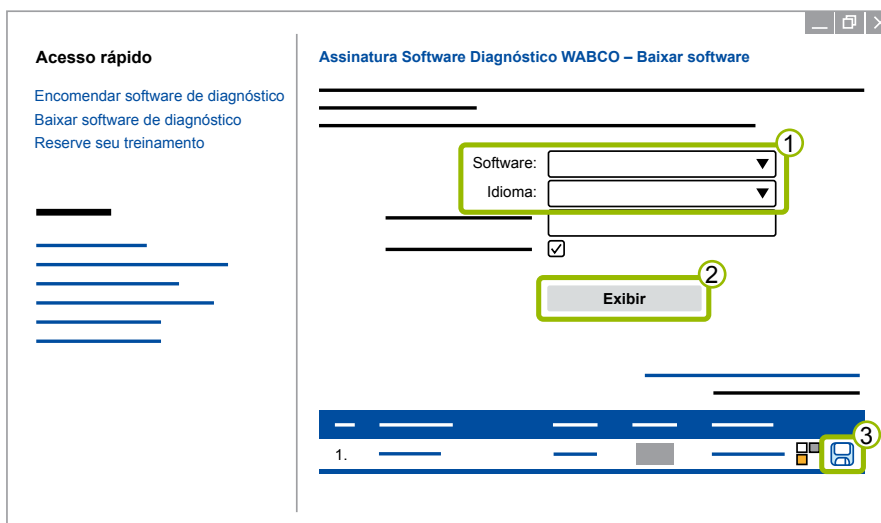 Acesso rápido
Encomendar software de diagnóstico
Baixar software de diagnóstico
Reserve seu treinamento
Assinatura Software Diagnóstico WABCO – Baixar software
1
Software:
Idioma:
2
Exibir
3
1.